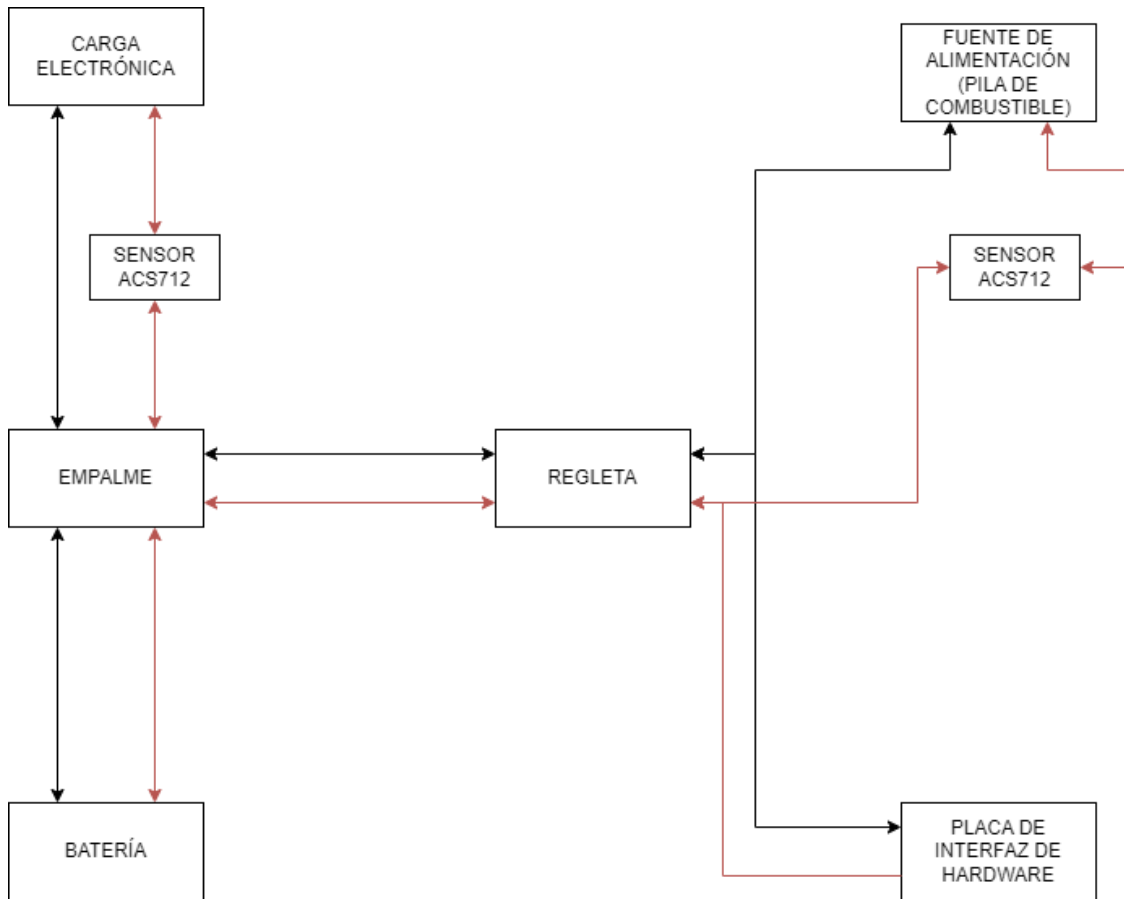 CARGA
ELECTRÓNICA
FUENTE DE
ALIMENTACIÓN
(PILA DE
COMBUSTIBLE)
SENSOR
ACS712
SENSOR
ACS712
EMPALME
REGLETA
BATERÍA
PLACA DE
INTERFAZ DE
HARDWARE